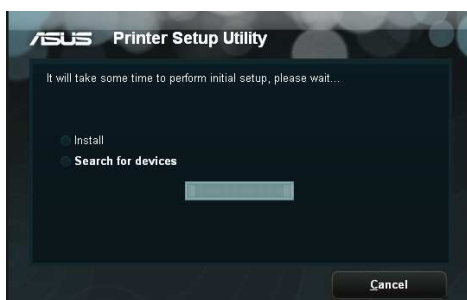 ASUS Printer Setup Utility
It will take some time to perform initial setup, please wait...
Install
Search for devices
Cancel